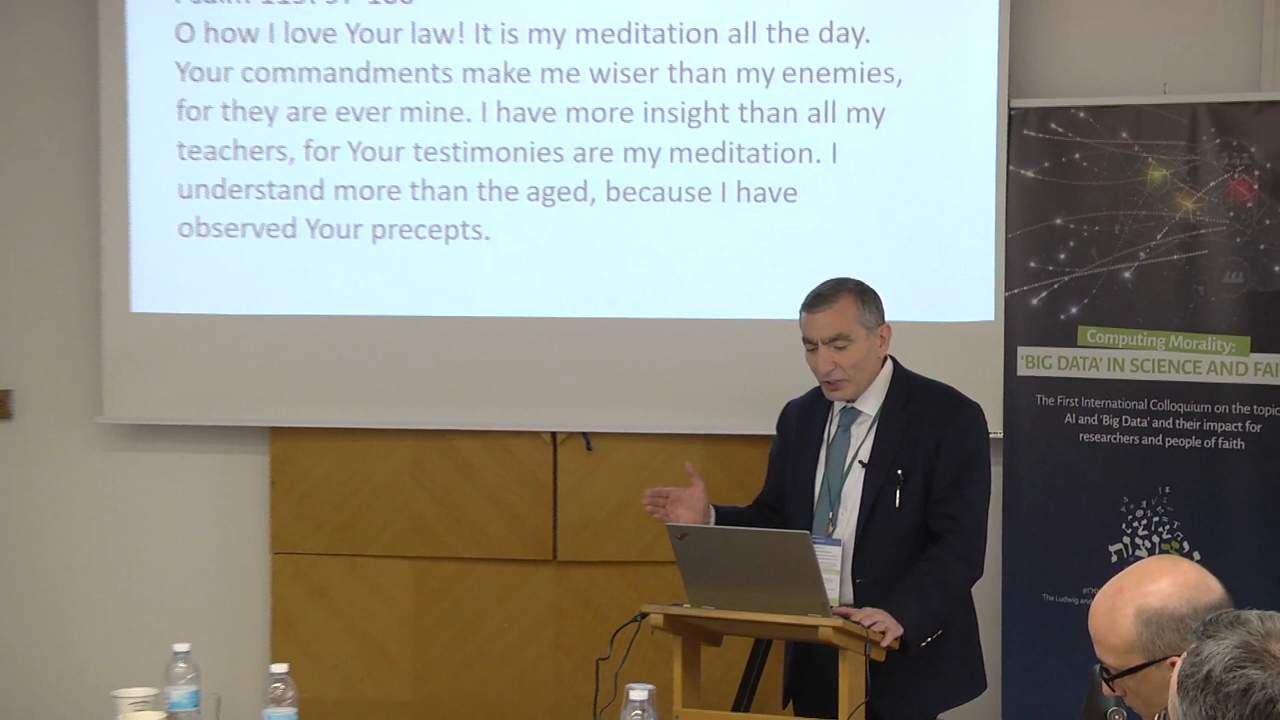 O how I love Your law! It is my meditation all the day.
Your commandments make me wiser than my enemies,
for they are ever mine. I have more insight than all my
teachers, for Your testimonies are my meditation. I
understand more than the aged, because I have
observed Your precepts.
Computing Morality:
'BIG DATA' IN SCIENCE AND
The First International Colloquium on the topic
AI and 'Big Data' and their impact for
researchers and people of faith
The Ludwig and